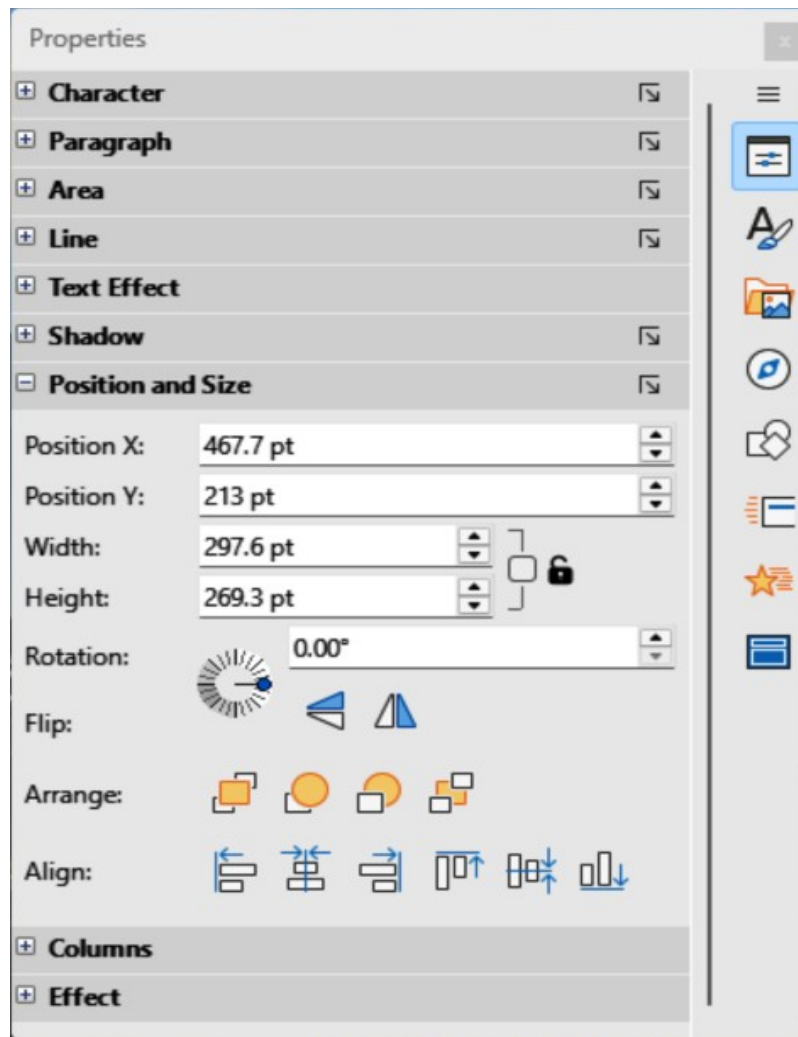 Properties
Character
Paragraph
Area
Line
Text Effect
Shadow
Position and Size
Position X: 467.7 pt
Position Y: 213 pt
Width: 297.6 pt
Height: 269.3 pt
Rotation: 0.00°
Flip:
Arrange:
Align:
Columns
Effect